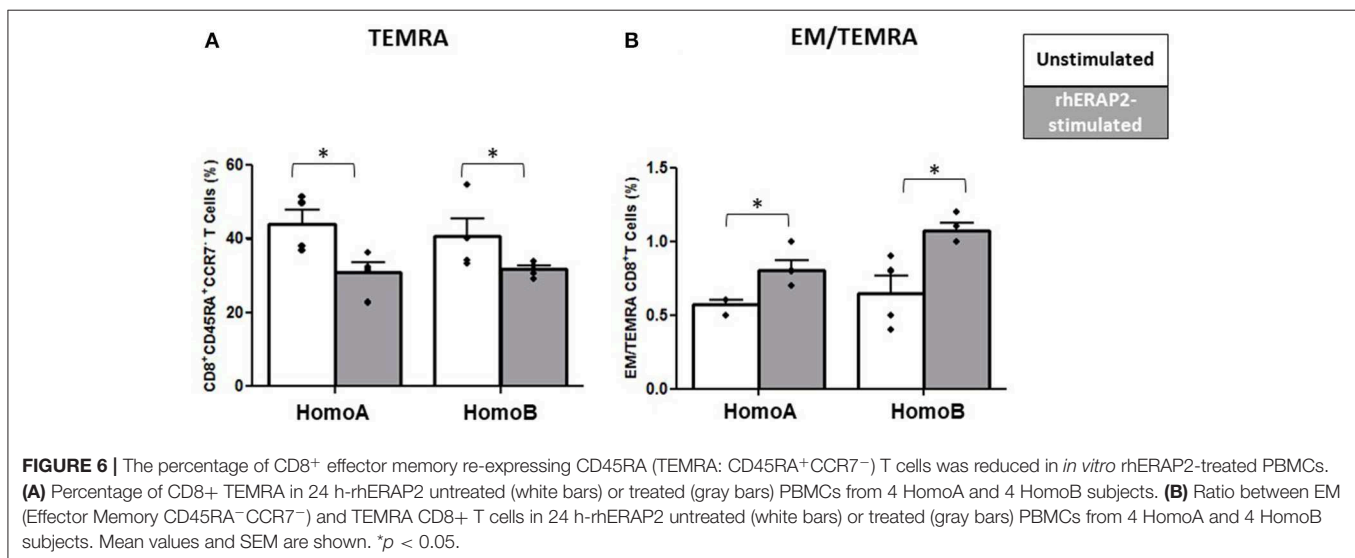 A
TEMRA
B
EM/TEMRA
Unstimulated
rhERAP2-
stimulated
CD8⁺CD45RA⁺CCR7⁻ T Cells (%)
60
40
20
0
*
*
HomoA
HomoB
EM/TEMRA CD8⁺T Cells (%)
1.5
1.0
0.5
0.0
*
*
HomoA
HomoB
FIGURE 6 | The percentage of CD8⁺ effector memory re-expressing CD45RA (TEMRA: CD45RA⁺CCR7⁻) T cells was reduced in in vitro rhERAP2-treated PBMCs.
(A) Percentage of CD8+ TEMRA in 24 h-rhERAP2 untreated (white bars) or treated (gray bars) PBMCs from 4 HomoA and 4 HomoB subjects. (B) Ratio between EM
(Effector Memory CD45RA⁻CCR7⁻) and TEMRA CD8+ T cells in 24 h-rhERAP2 untreated (white bars) or treated (gray bars) PBMCs from 4 HomoA and 4 HomoB
subjects. Mean values and SEM are shown. *p < 0.05.